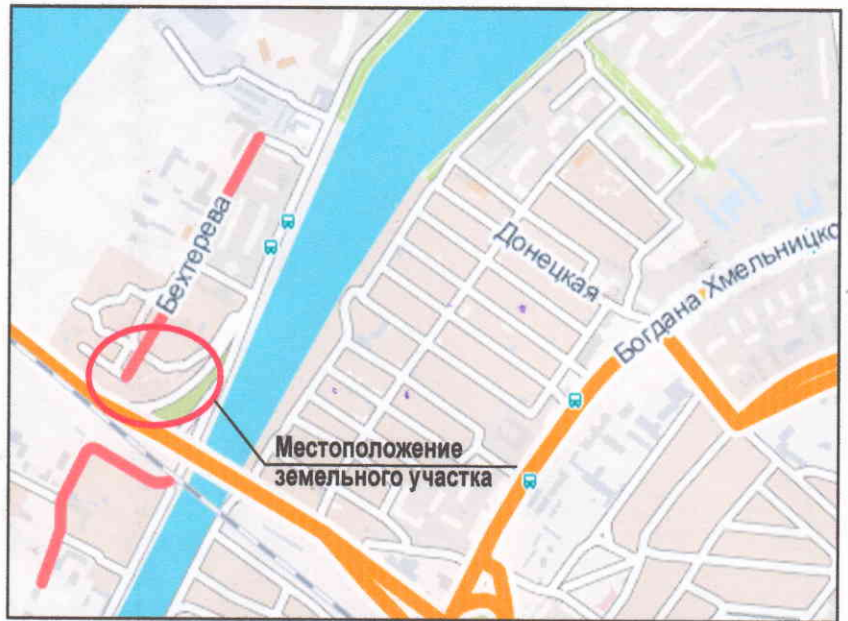 Бехтерева
Донецкая
Богдана Хмельницко
Местоположение
земельного участка